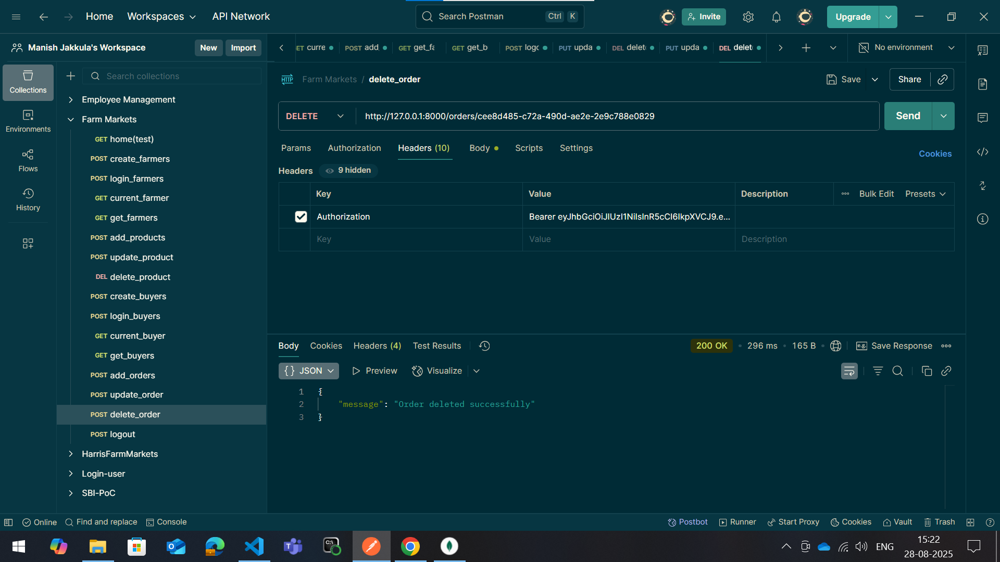 Home Workspaces API Network Search Postman Ctrl K Invite Upgrade
Manish Jakkula's Workspace New Import
curre POST add GET get_fa GET get_b POST logo PUT upda DEL delet PUT upda DEL delet No environment
Collections
Environments
Flows
History
Search collections
Employee Management
Farm Markets
GET home(test)
POST create_farmers
POST login_farmers
GET current_farmer
GET get_farmers
POST add_products
POST update_product
DEL delete_product
POST create_buyers
POST login_buyers
GET current_buyer
GET get_buyers
POST add_orders
POST update_order
POST delete_order
POST logout
HarrisFarmMarkets
Login-user
SBI-PoC
HTTP Farm Markets / delete_order Save Share
DELETE http://127.0.0.1:8000/orders/cee8d485-c72a-490d-ae2e-2e9c788e0829 Send
Params Authorization Headers (10) Body Scripts Settings Cookies
Headers 9 hidden
Key Value Description Bulk Edit Presets
Authorization Bearer eyJhbGciOiJIUzI1NiIsInR5cCI6IkpXVCJ9.e...
Key Value Description
Body Cookies Headers (4) Test Results 200 OK 296 ms 165 B e.g. Save Response
{} JSON Preview Visualize
1 {
2 "message": "Order deleted successfully"
3 }
Online Find and replace Console Postbot Runner Start Proxy Cookies Vault Trash
ENG 15:22
28-08-2025